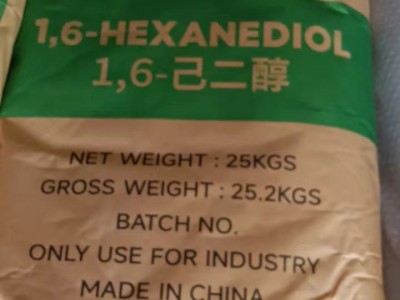 1,6-HEXANEDIOL
1,6-己二醇
NET WEIGHT : 25KGS
GROSS WEIGHT : 25.2KGS
BATCH NO.
ONLY USE FOR INDUSTRY
MADE IN CHINA